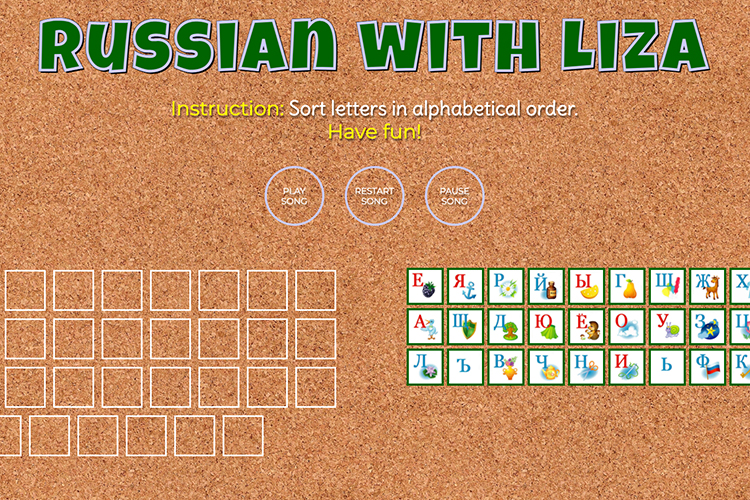 RUSSIAN WITH LIZA
Instruction: Sort letters in alphabetical order.
Have fun!
PLAY SONG
RESTART SONG
PAUSE SONG
Е Я Р Й Ы Г Щ Ж Х
А Ш Д Ю Ё О У З Ц
Л Ъ В Ч Н И Ь Ф К